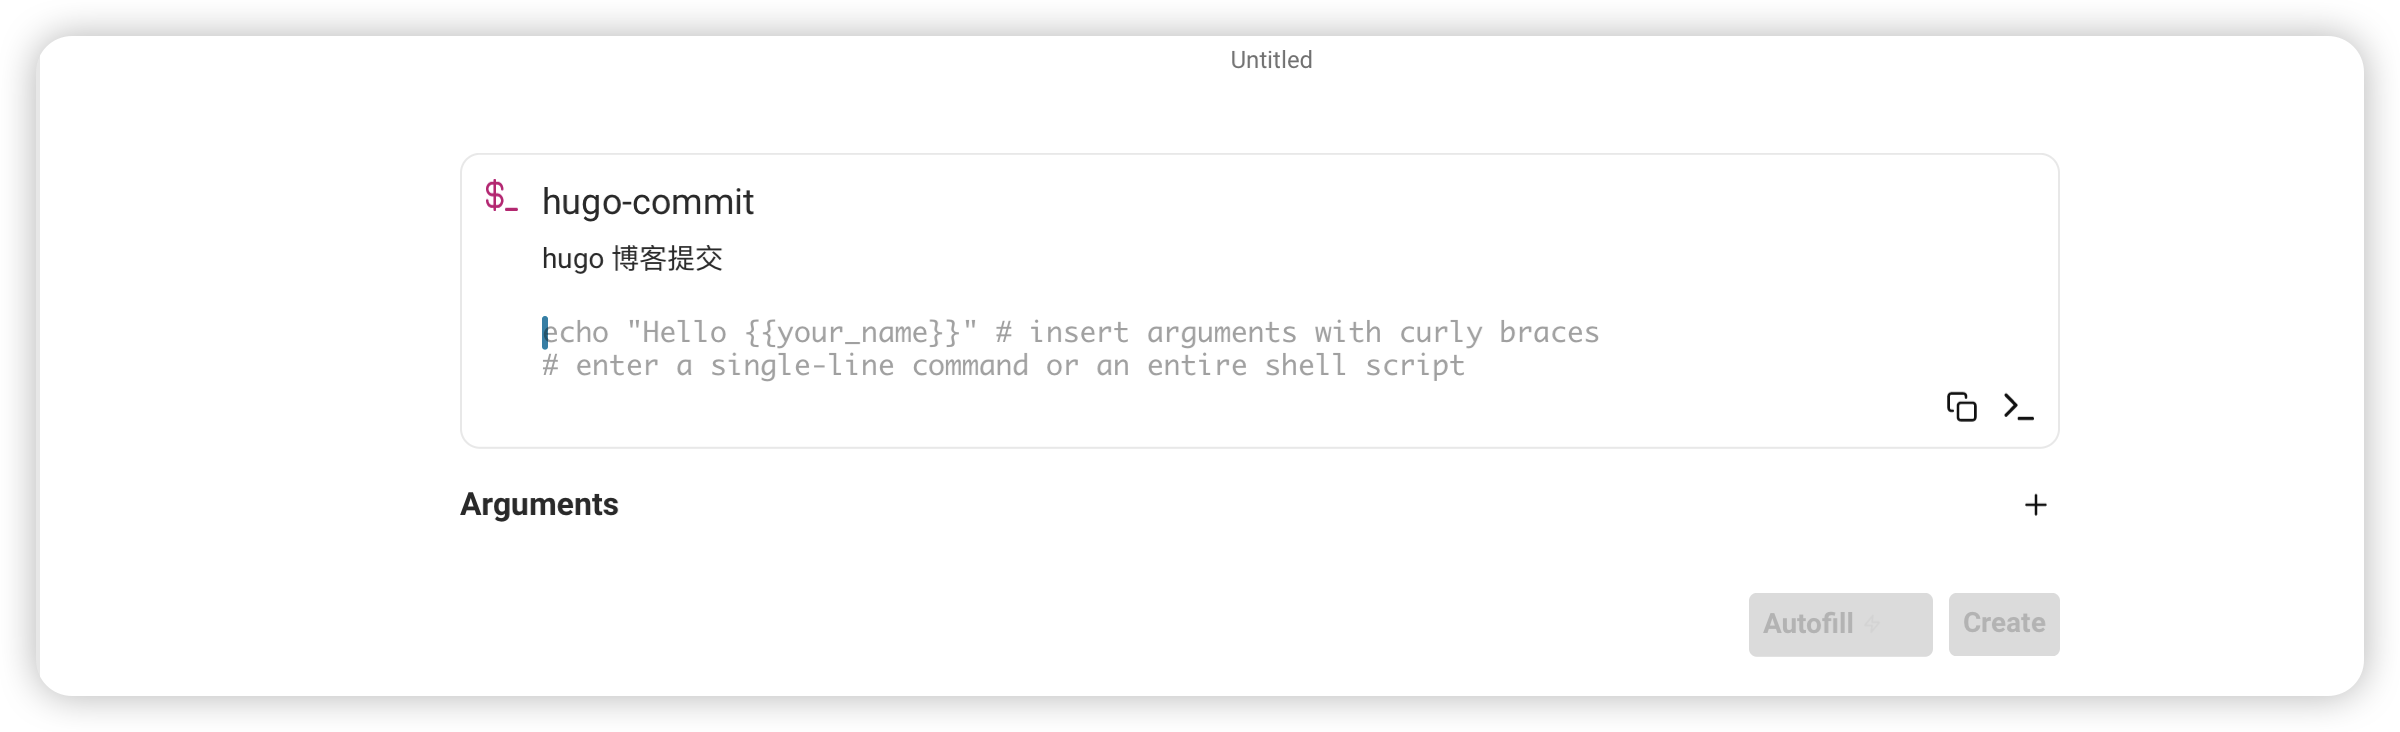 Untitled
$_ hugo-commit
hugo 博客提交
echo "Hello {{your_name}}" # insert arguments with curly braces
# enter a single-line command or an entire shell script
Arguments
Autofill
Create